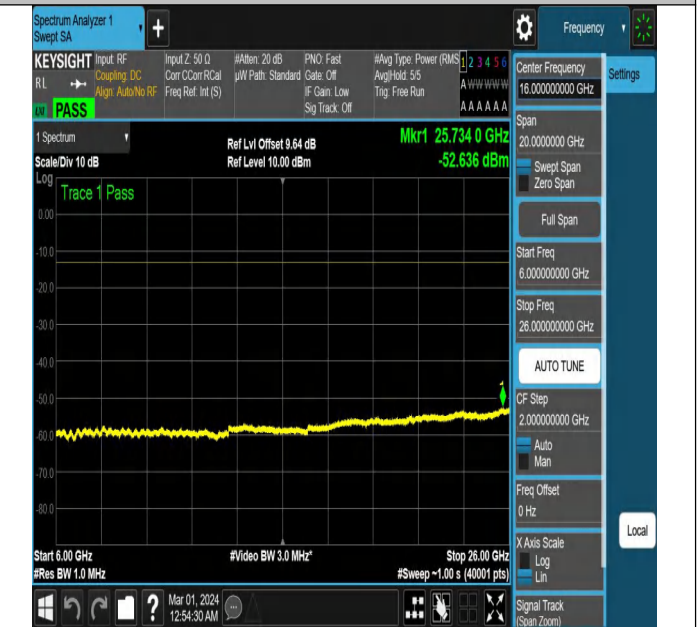 Spectrum Analyzer 1
Swept SA
+
Frequency
KEYSIGHT
RL
PASS
Input: RF
Coupling: DC
Align: Auto/No RF
Input Z: 50 Ω
Corr CCorr RCal
Freq Ref: Int (S)
#Atten: 20 dB
µW Path: Standard
PNO: Fast
Gate: Off
IF Gain: Low
Sig Track: Off
#Avg Type: Power (RMS
Avg|Hold: 5/5
Trig: Free Run
1 2 3 4 5 6
A W W W W W
A A A A A A
1 Spectrum
Scale/Div 10 dB
Ref Lvl Offset 9.64 dB
Ref Level 10.00 dBm
Mkr1 25.734 0 GHz
-52.636 dBm
Log
Trace 1 Pass
0.00
-10.0
-20.0
-30.0
-40.0
-50.0
-60.0
-70.0
-80.0
Start 6.00 GHz
#Res BW 1.0 MHz
#Video BW 3.0 MHz*
Stop 26.00 GHz
#Sweep ~1.00 s (40001 pts)
Mar 01, 2024
12:54:30 AM
?
Center Frequency
16.000000000 GHz
Settings
Span
20.0000000 GHz
Swept Span
Zero Span
Full Span
Start Freq
6.000000000 GHz
Stop Freq
26.000000000 GHz
AUTO TUNE
CF Step
2.000000000 GHz
Auto
Man
Freq Offset
0 Hz
X Axis Scale
Log
Lin
Local
Signal Track
(Span Zoom)